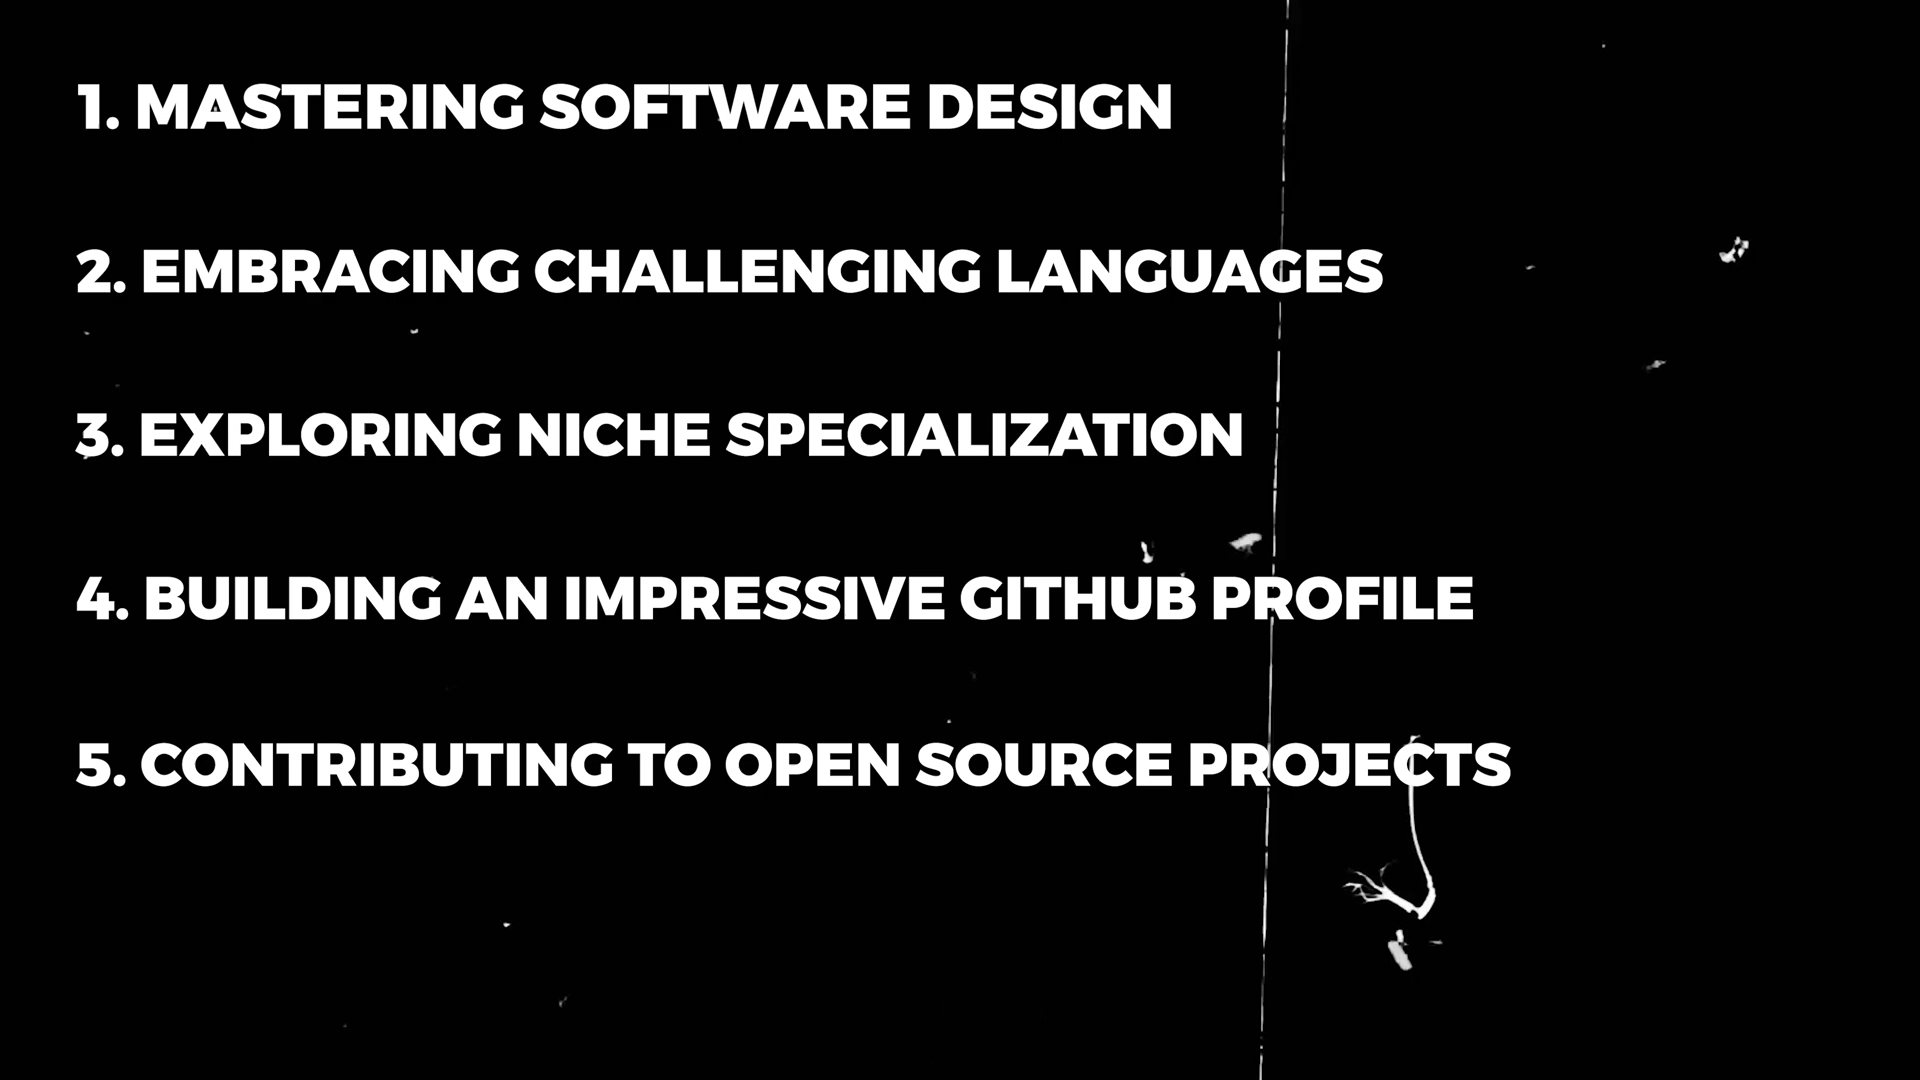 1. MASTERING SOFTWARE DESIGN
2. EMBRACING CHALLENGING LANGUAGES
3. EXPLORING NICHE SPECIALIZATION
4. BUILDING AN IMPRESSIVE GITHUB PROFILE
5. CONTRIBUTING TO OPEN SOURCE PROJECTS